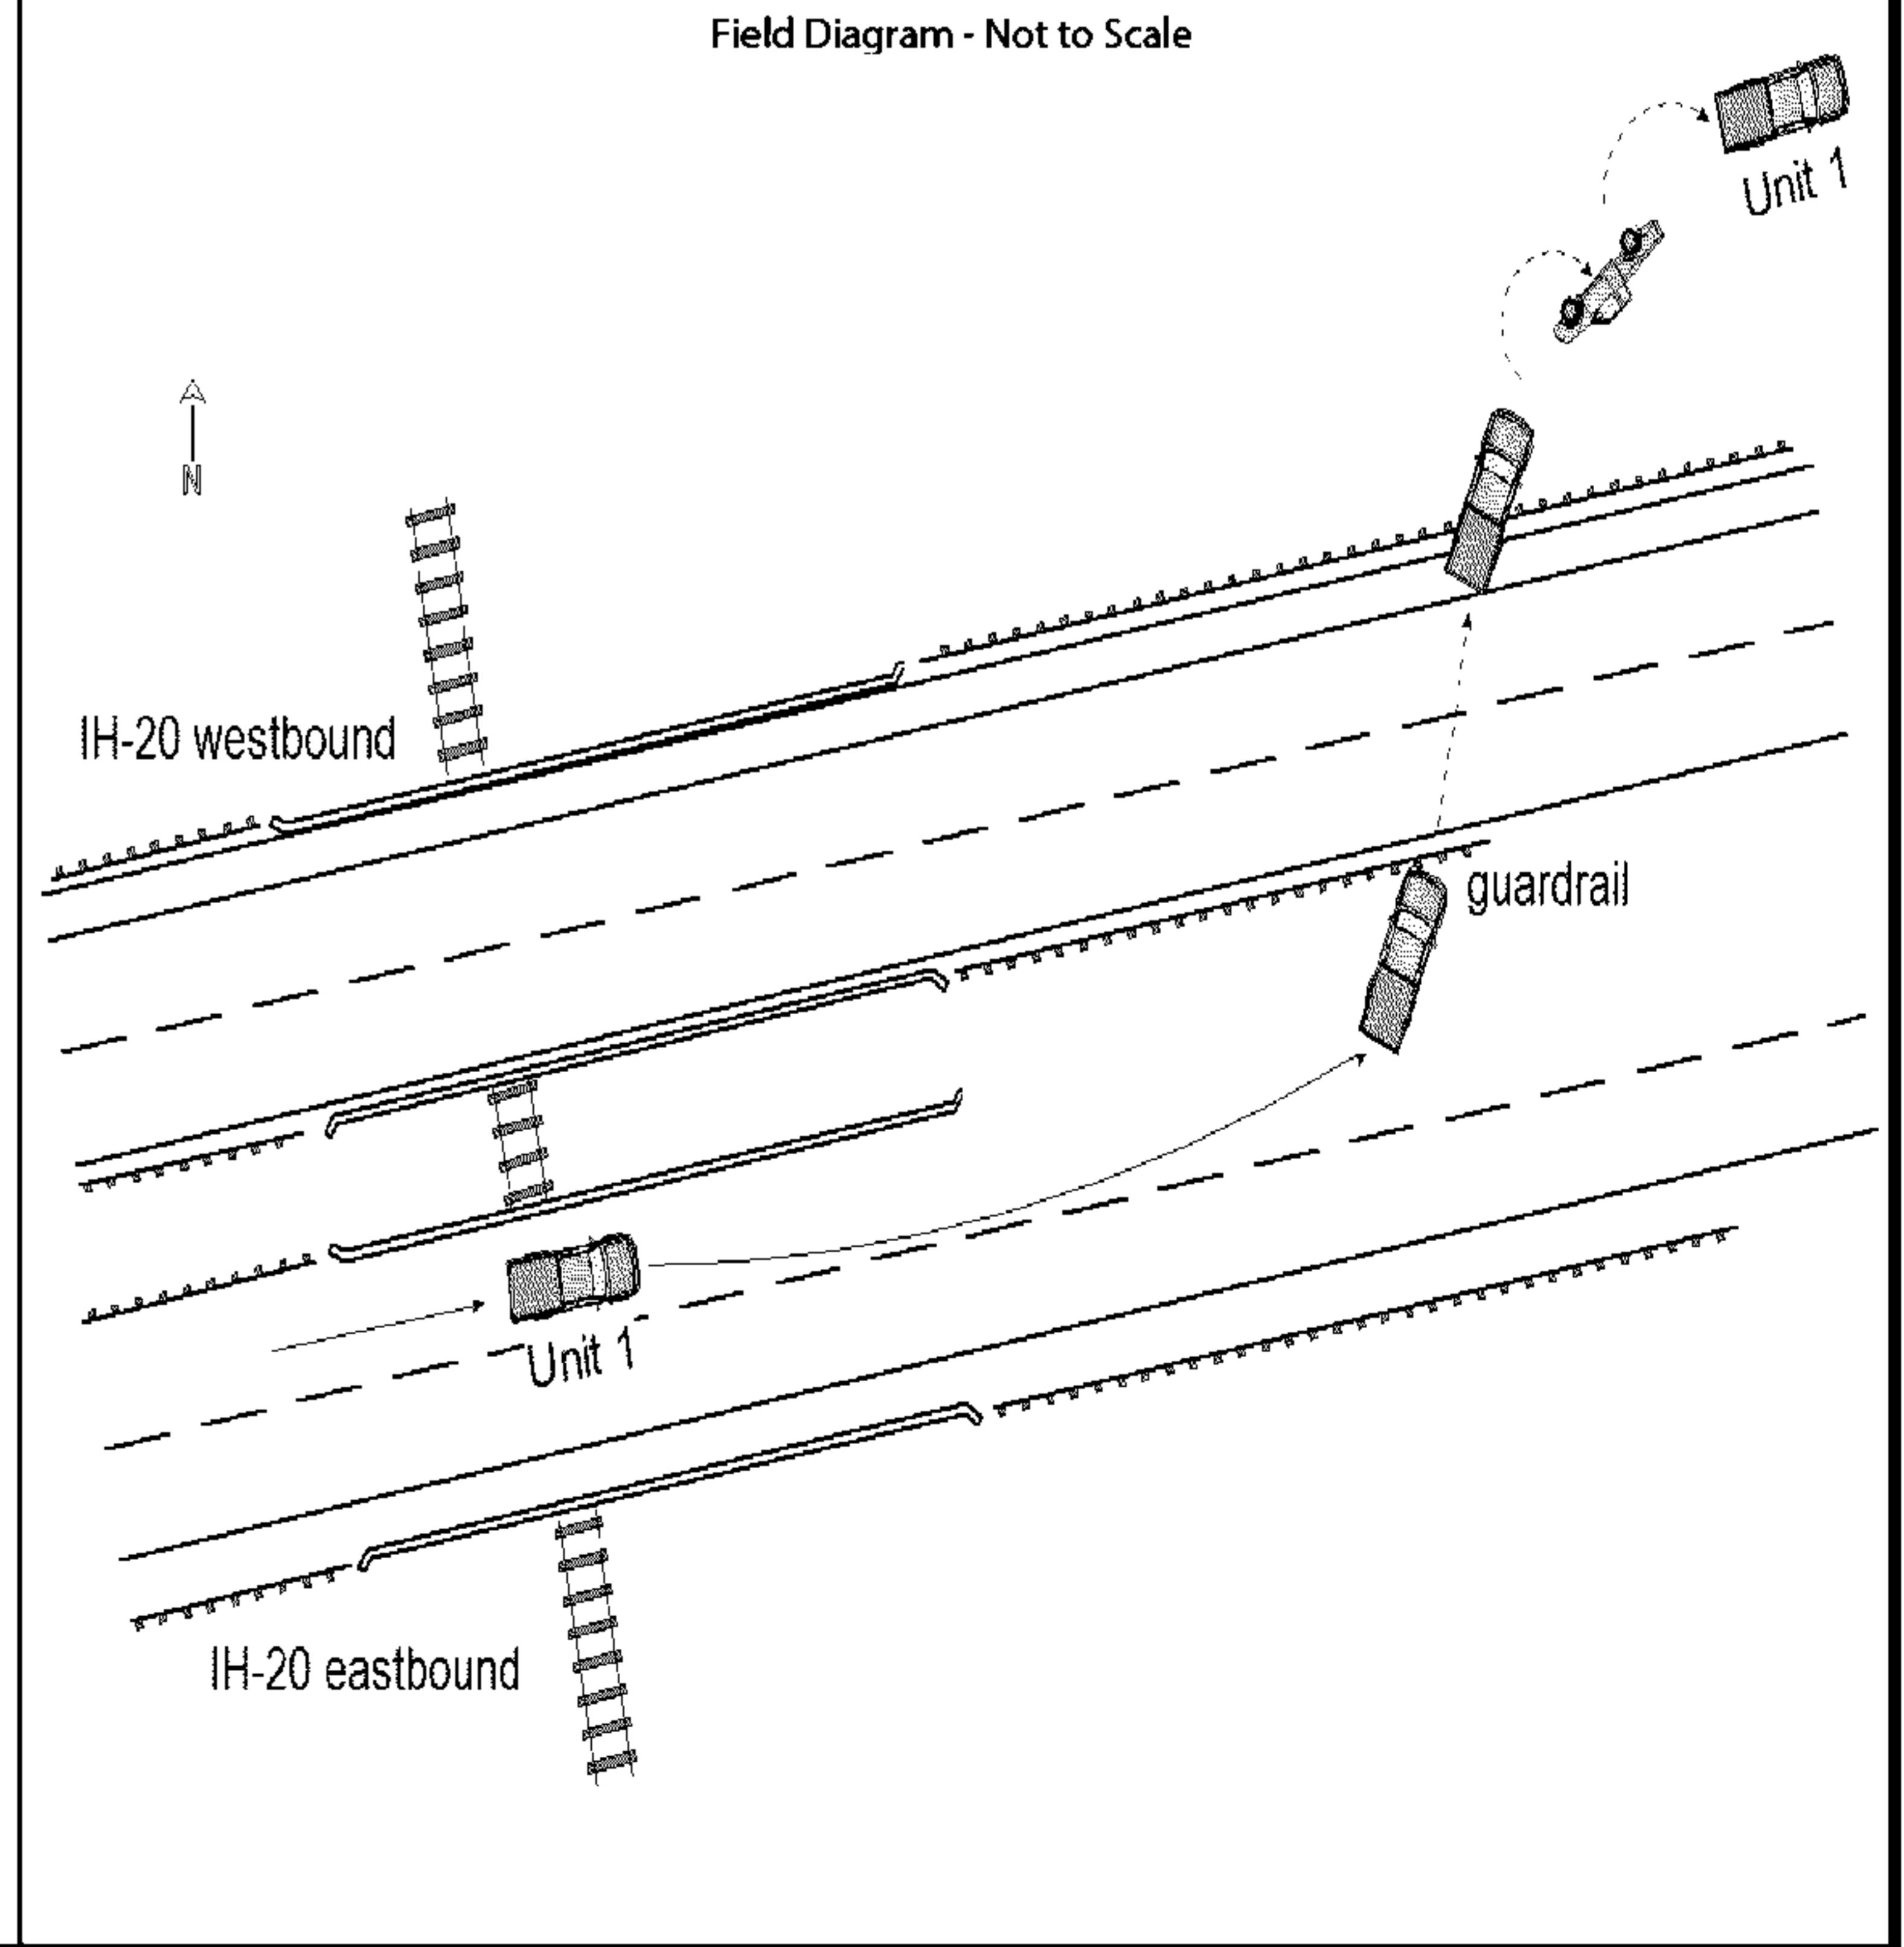 Field Diagram - Not to Scale
Unit 1
N
IH-20 westbound
guardrail
Unit 1
IH-20 eastbound